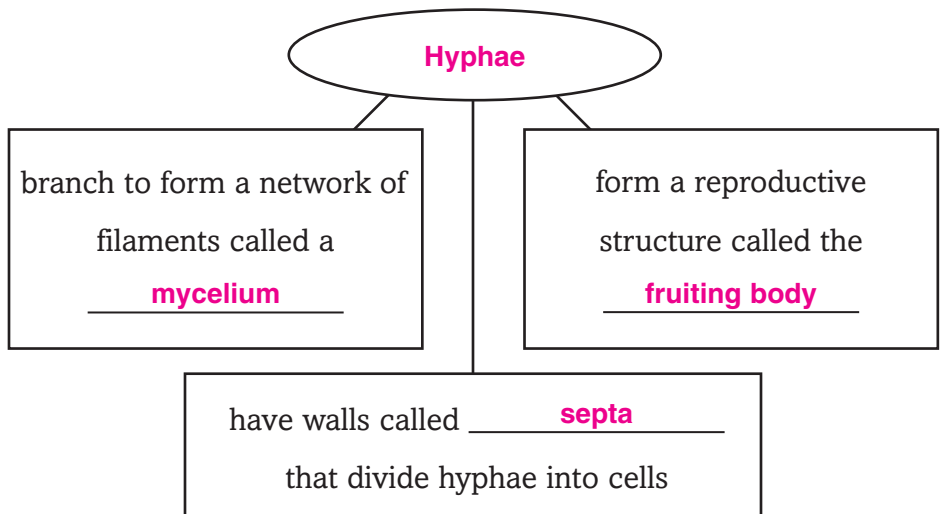 Hyphae
branch to form a network of
filaments called a
mycelium
form a reproductive
structure called the
fruiting body
have walls called septa
that divide hyphae into cells